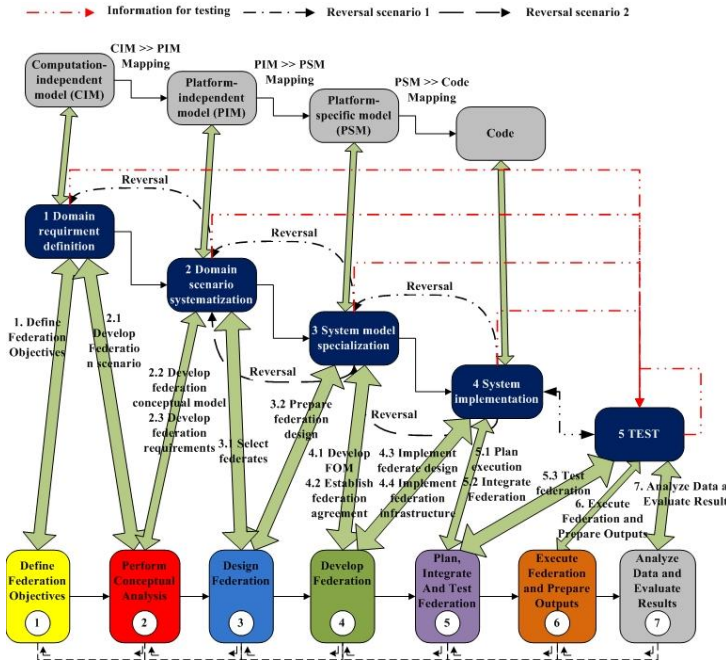 Information for testing
Reversal scenario 1
Reversal scenario 2
CIM >> PIM
Mapping
PIM >> PSM
Mapping
PSM >> Code
Mapping
Computation-
independent
model (CIM)
Platform-
independent
model (PIM)
Platform-
specific model
(PSM)
Code
Reversal
Reversal
Reversal
1 Domain
requirment
definition
2 Domain
scenario
systematization
3 System model
specialization
4 System
implementation
5 TEST
Reversal
Reversal
1. Define
Federation
Objectives
2.1
Develop
Federatio
n scenario
2.2 Develop
federation
conceptual model
2.3 Develop
federation
requirements
3.1 Select
federates
3.2 Prepare
federation
design
4.1 Develop
FOM
4.2 Establish
federation
agreement
4.3 Implement
federate design
4.4 Implement
federation
infrastructure
5.1 Plan
execution
5.2 Integrate
Federation
5.3 Test
federation
6. Execute
Federation and
Prepare Outputs
7. Analyze Data a
Evaluate Result
Define
Federation
Objectives
1
Perform
Conceptual
Analysis
2
Design
Federation
3
Develop
Federation
4
Plan,
Integrate
And Test
Federation
5
Execute
Federation
and Prepare
Outputs
6
Analyze
Data and
Evaluate
Results
7